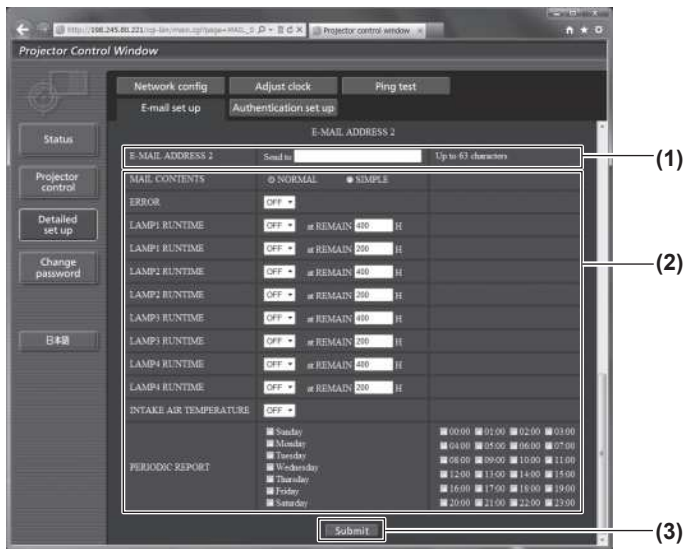 Projector control window
Projector Control Window
Network config Adjust clock Ping test
E-mail set up Authentication set up
Status
Projector control
Detailed set up
Change password
日本語
E-MAIL ADDRESS 2
E-MAIL ADDRESS 2 Send to Up to 63 characters (1)
MAIL CONTENTS NORMAL SIMPLE
ERROR OFF
LAMP1 RUNTIME OFF at REMAIN 400 H
LAMP1 RUNTIME OFF at REMAIN 200 H
LAMP2 RUNTIME OFF at REMAIN 400 H (2)
LAMP2 RUNTIME OFF at REMAIN 200 H
LAMP3 RUNTIME OFF at REMAIN 400 H
LAMP3 RUNTIME OFF at REMAIN 200 H
LAMP4 RUNTIME OFF at REMAIN 400 H
LAMP4 RUNTIME OFF at REMAIN 200 H
INTAKE AIR TEMPERATURE OFF
PERIODIC REPORT
Sunday
Monday
Tuesday
Wednesday
Thursday
Friday
Saturday
00:00 01:00 02:00 03:00
04:00 05:00 06:00 07:00
08:00 09:00 10:00 11:00
12:00 13:00 14:00 15:00
16:00 17:00 18:00 19:00
20:00 21:00 22:00 23:00
Submit (3)